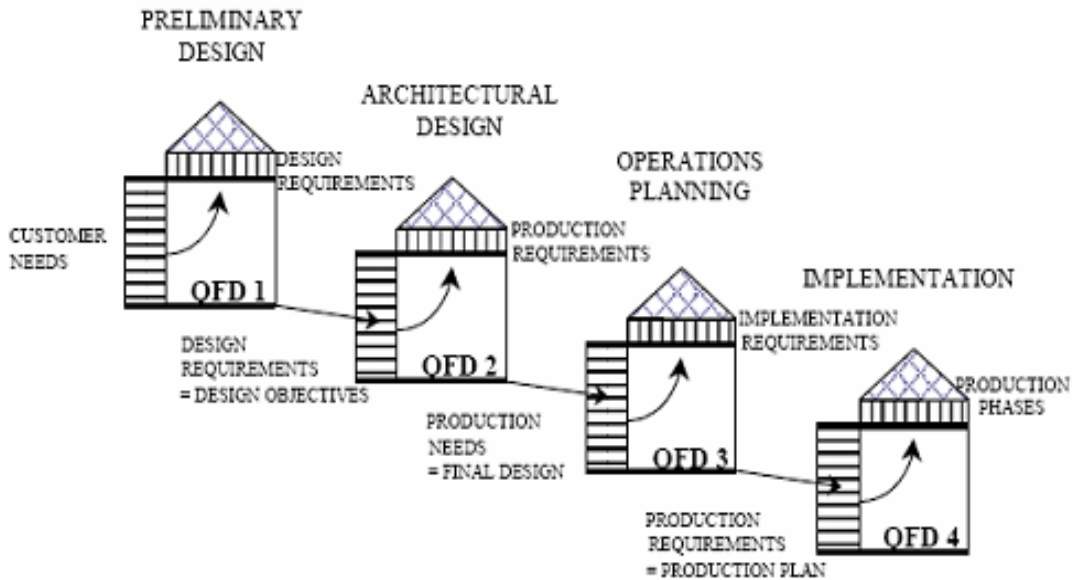 PRELIMINARY
DESIGN
ARCHITECTURAL
DESIGN
DESIGN
REQUIREMENTS
OPERATIONS
PLANNING
CUSTOMER
NEEDS
PRODUCTION
REQUIREMENTS
IMPLEMENTATION
QFD 1
DESIGN
REQUIREMENTS
= DESIGN OBJECTIVES
QFD 2
IMPLEMENTATION
REQUIREMENTS
PRODUCTION
PHASES
PRODUCTION
NEEDS
= FINAL DESIGN
QFD 3
PRODUCTION
REQUIREMENTS
= PRODUCTION PLAN
QFD 4